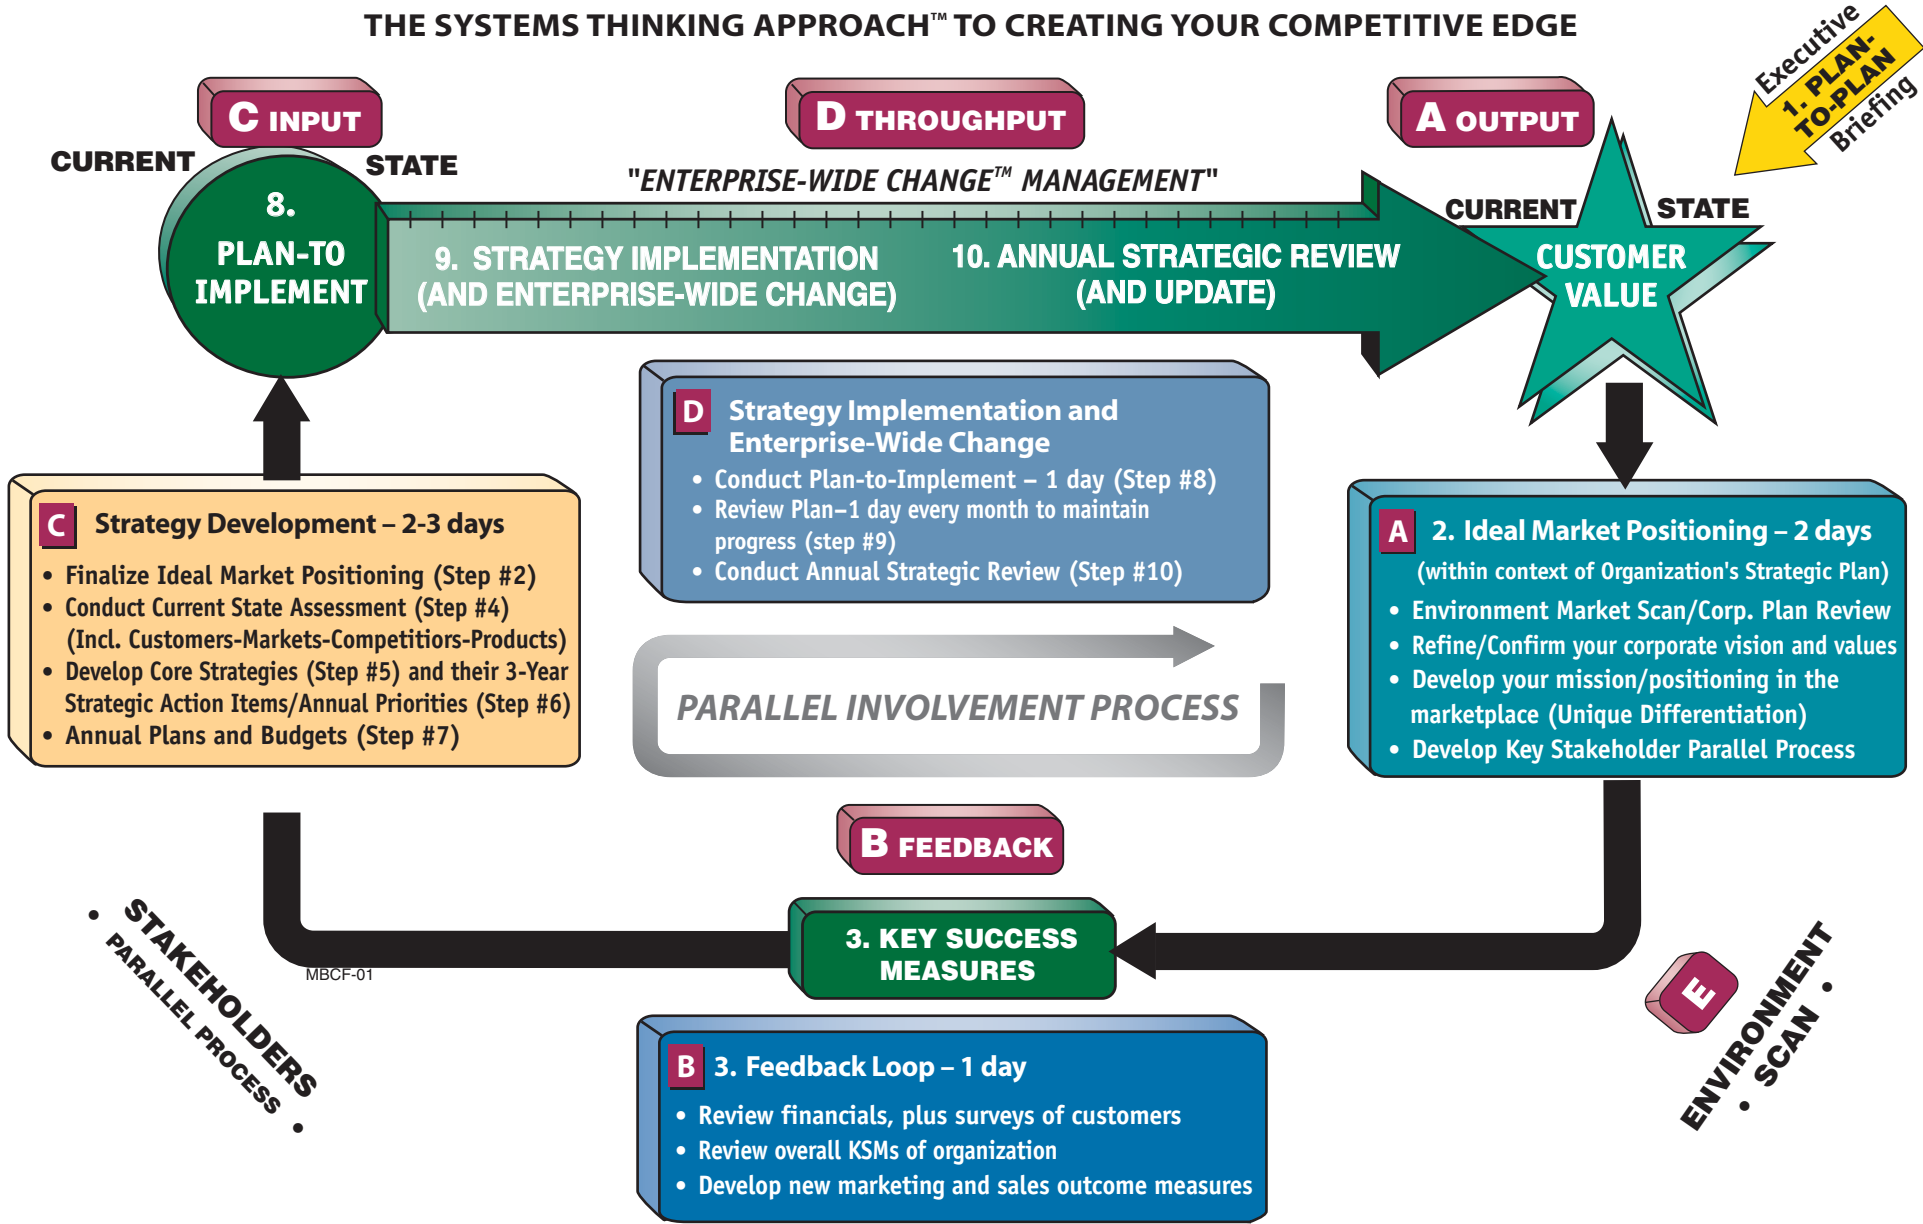 THE SYSTEMS THINKING APPROACH™ TO CREATING YOUR COMPETITIVE EDGE
Executive
1. PLAN-
TO-PLAN
Briefing
C INPUT
D THROUGHPUT
A OUTPUT
CURRENT STATE
"ENTERPRISE-WIDE CHANGE™ MANAGEMENT"
CURRENT STATE
8.
PLAN-TO
IMPLEMENT
9. STRATEGY IMPLEMENTATION
(AND ENTERPRISE-WIDE CHANGE)
10. ANNUAL STRATEGIC REVIEW
(AND UPDATE)
CUSTOMER
VALUE
D Strategy Implementation and
Enterprise-Wide Change
• Conduct Plan-to-Implement – 1 day (Step #8)
• Review Plan–1 day every month to maintain
progress (step #9)
• Conduct Annual Strategic Review (Step #10)
C Strategy Development – 2-3 days
• Finalize Ideal Market Positioning (Step #2)
• Conduct Current State Assessment (Step #4)
(Incl. Customers-Markets-Competitiors-Products)
• Develop Core Strategies (Step #5) and their 3-Year
Strategic Action Items/Annual Priorities (Step #6)
• Annual Plans and Budgets (Step #7)
A 2. Ideal Market Positioning – 2 days
(within context of Organization's Strategic Plan)
• Environment Market Scan/Corp. Plan Review
• Refine/Confirm your corporate vision and values
• Develop your mission/positioning in the
marketplace (Unique Differentiation)
• Develop Key Stakeholder Parallel Process
PARALLEL INVOLVEMENT PROCESS
B FEEDBACK
3. KEY SUCCESS
MEASURES
MBCF-01
• STAKEHOLDERS
PARALLEL PROCESS •
E
ENVIRONMENT
• SCAN •
B 3. Feedback Loop – 1 day
• Review financials, plus surveys of customers
• Review overall KSMs of organization
• Develop new marketing and sales outcome measures